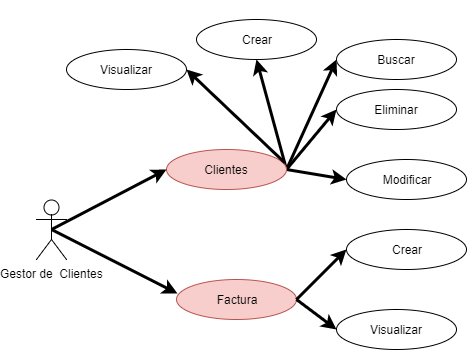 Crear
Buscar
Visualizar
Eliminar
Clientes
Modificar
Crear
Gestor de  Clientes
Factura
Visualizar